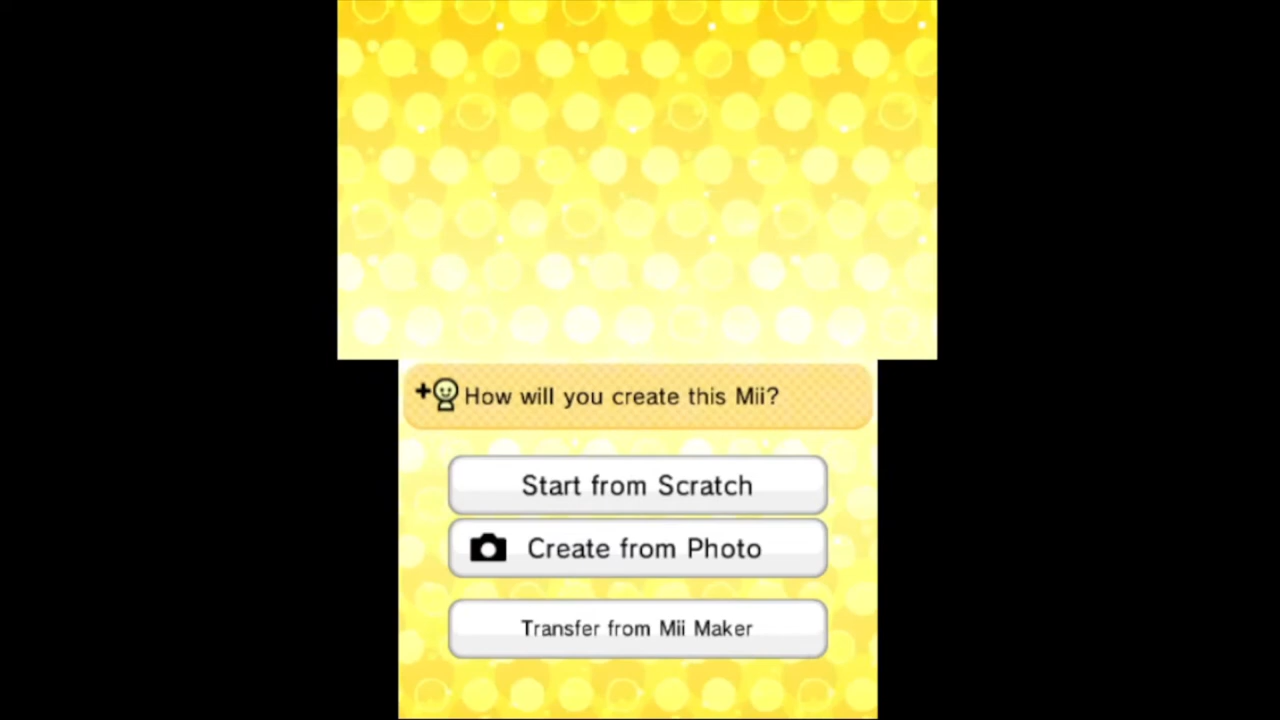 How will you create this Mii?
Start from Scratch
Create from Photo
Transfer from Mii Maker